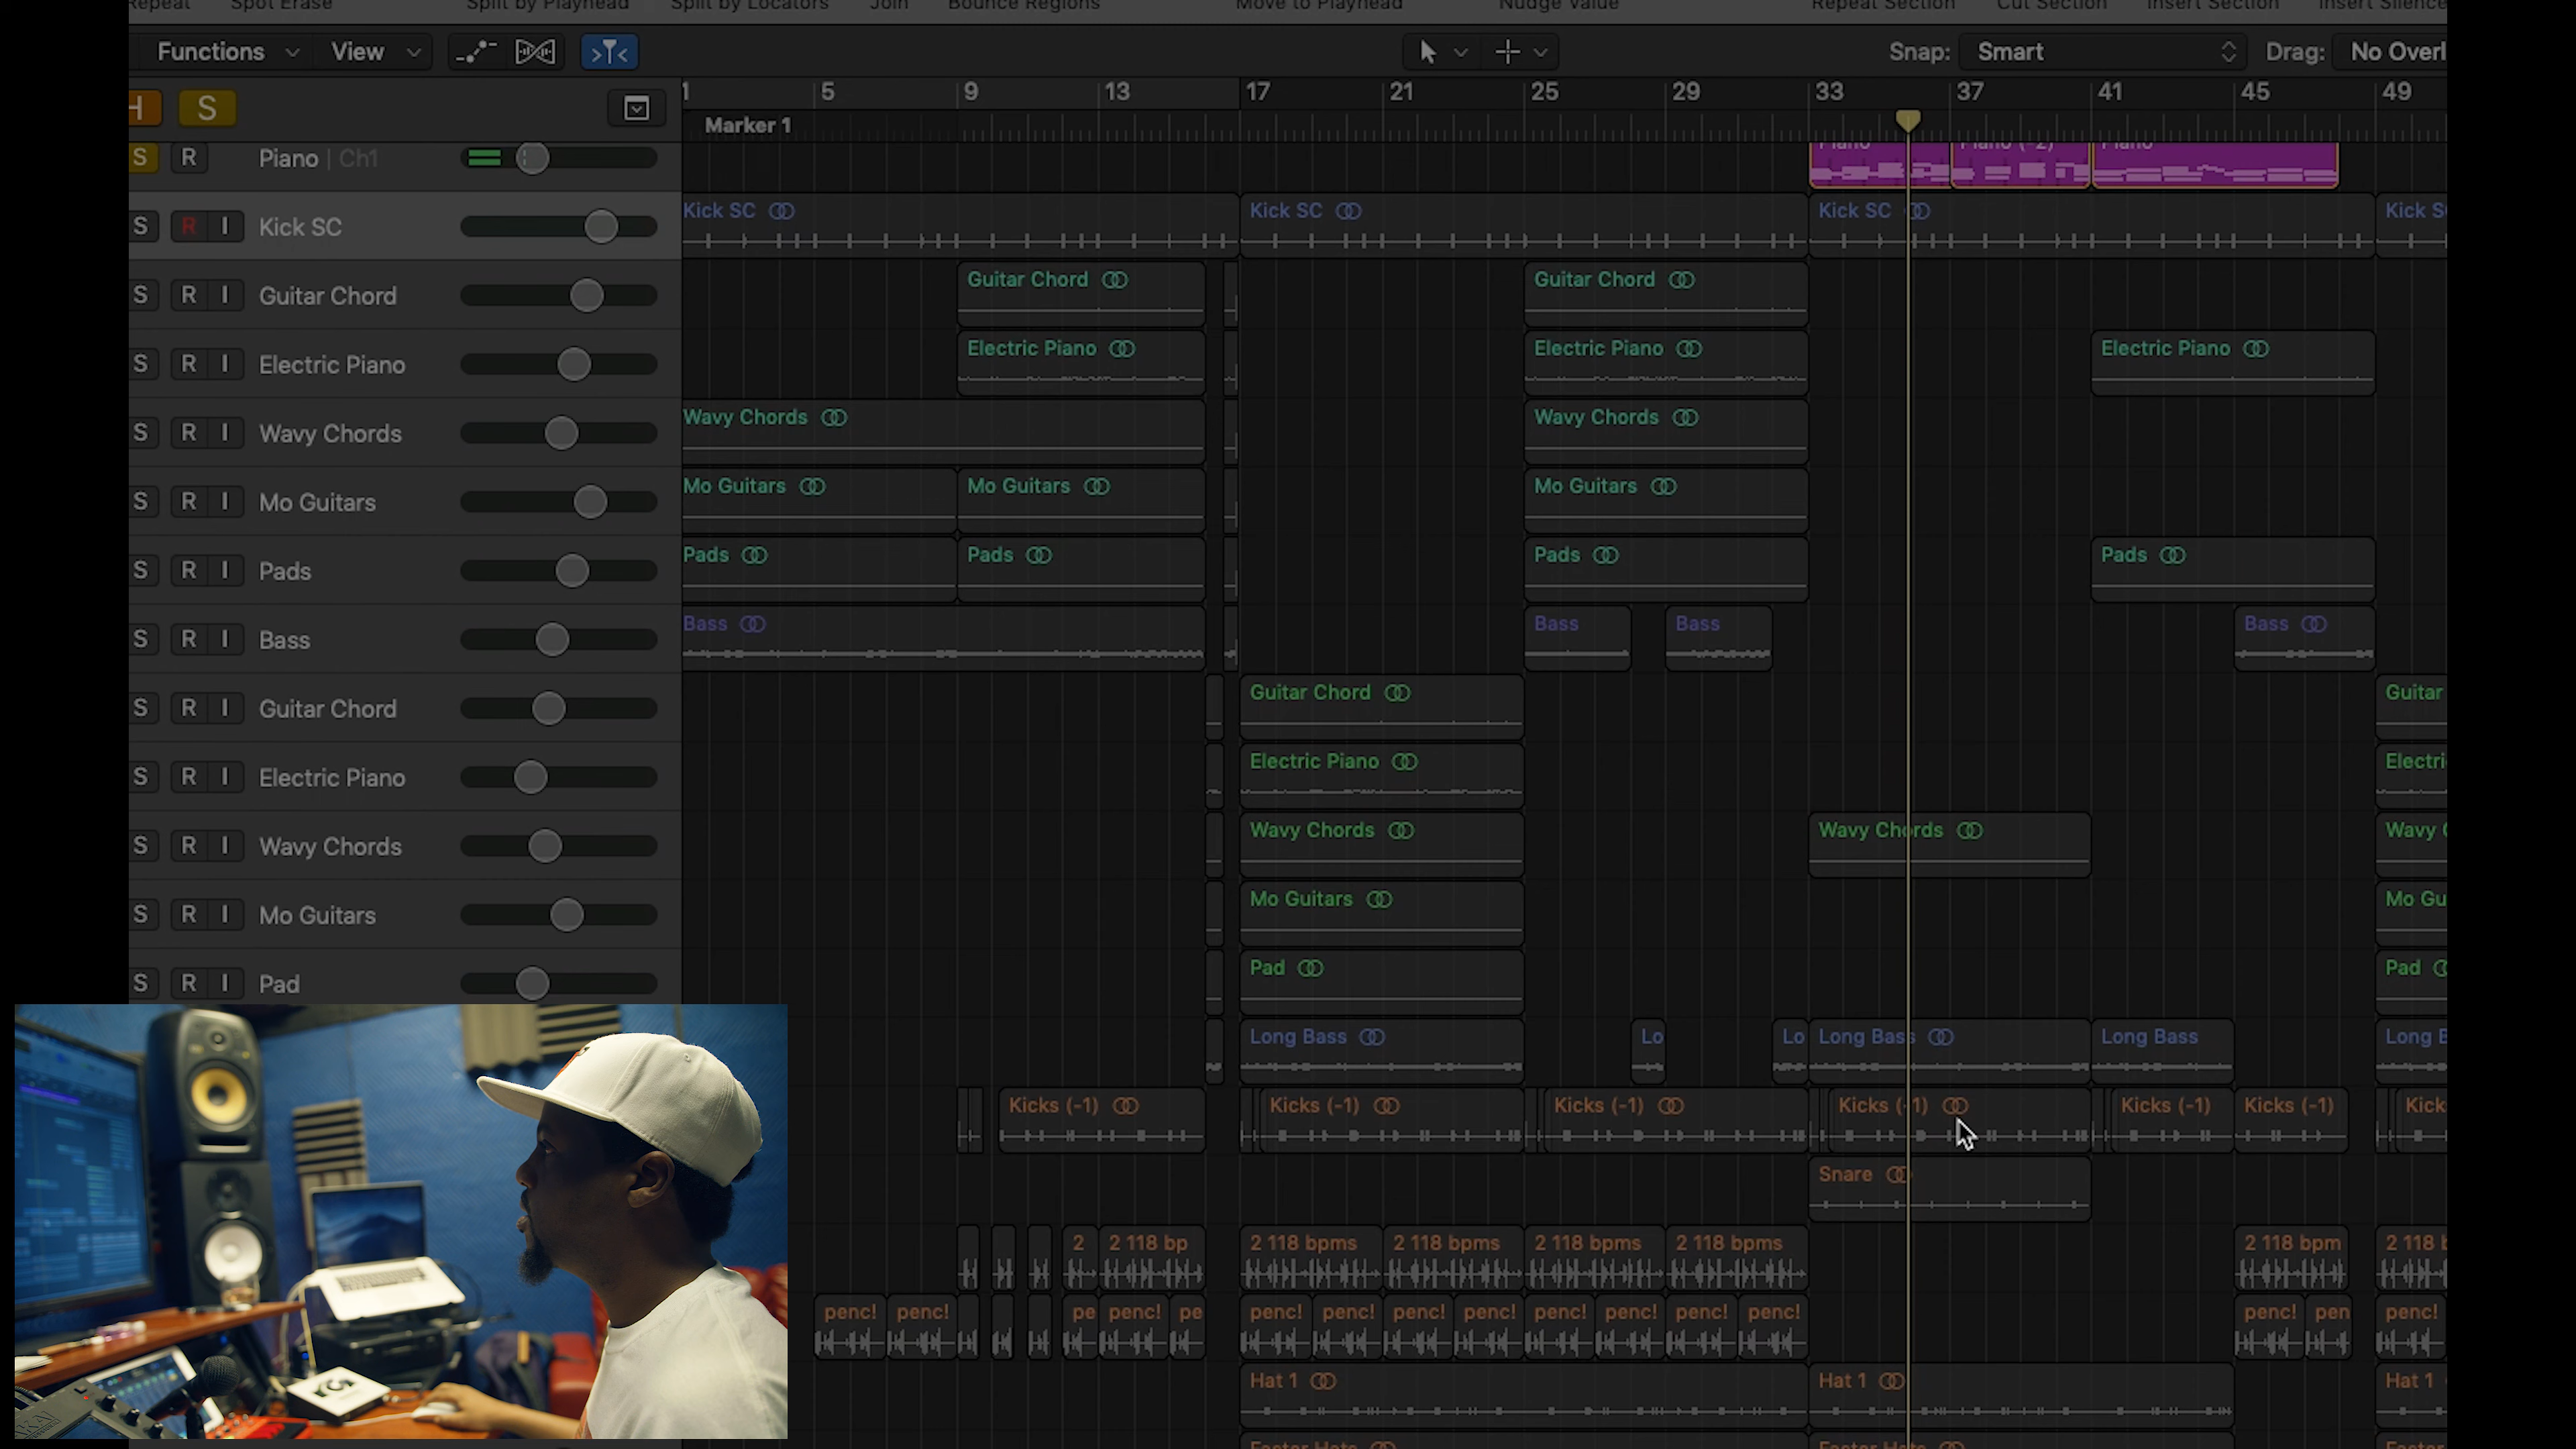 Repeat Spot Erase Split by Playhead Split by Locators Join Bounce Regions Move to Playhead Nudge Value Repeat Section Cut Section Insert Section Insert Silence
Functions View Snap: Smart Drag: No Overl
H S 1 5 9 13 17 21 25 29 33 37 41 45 49
Marker 1
S R Piano | Ch1 Piano Piano (-2) Piano
S R I Kick SC Kick SC Kick SC Kick SC Kick S
S R I Guitar Chord Guitar Chord Guitar Chord
S R I Electric Piano Electric Piano Electric Piano Electric Piano
S R I Wavy Chords Wavy Chords Wavy Chords
S R I Mo Guitars Mo Guitars Mo Guitars Mo Guitars
S R I Pads Pads Pads Pads Pads
S R I Bass Bass Bass Bass Bass
S R I Guitar Chord Guitar Chord Guitar
S R I Electric Piano Electric Piano Electri
S R I Wavy Chords Wavy Chords Wavy Chords Wavy
S R I Mo Guitars Mo Guitars Mo Gu
S R I Pad Pad Pad
Long Bass Lo Lo Long Bass Long Bass Long B
Kicks (-1) Kicks (-1) Kicks (-1) Kicks (-1) Kicks (-1) Kicks (-1) Kick
Snare
2 2 118 bp 2 118 bpms 2 118 bpms 2 118 bpms 2 118 bpms 2 118 bpm 2 118 b
penc! penc! pe penc! pe penc! penc! penc! penc! penc! penc! penc! penc! penc! pen penc!
Hat 1 Hat 1 Hat 1